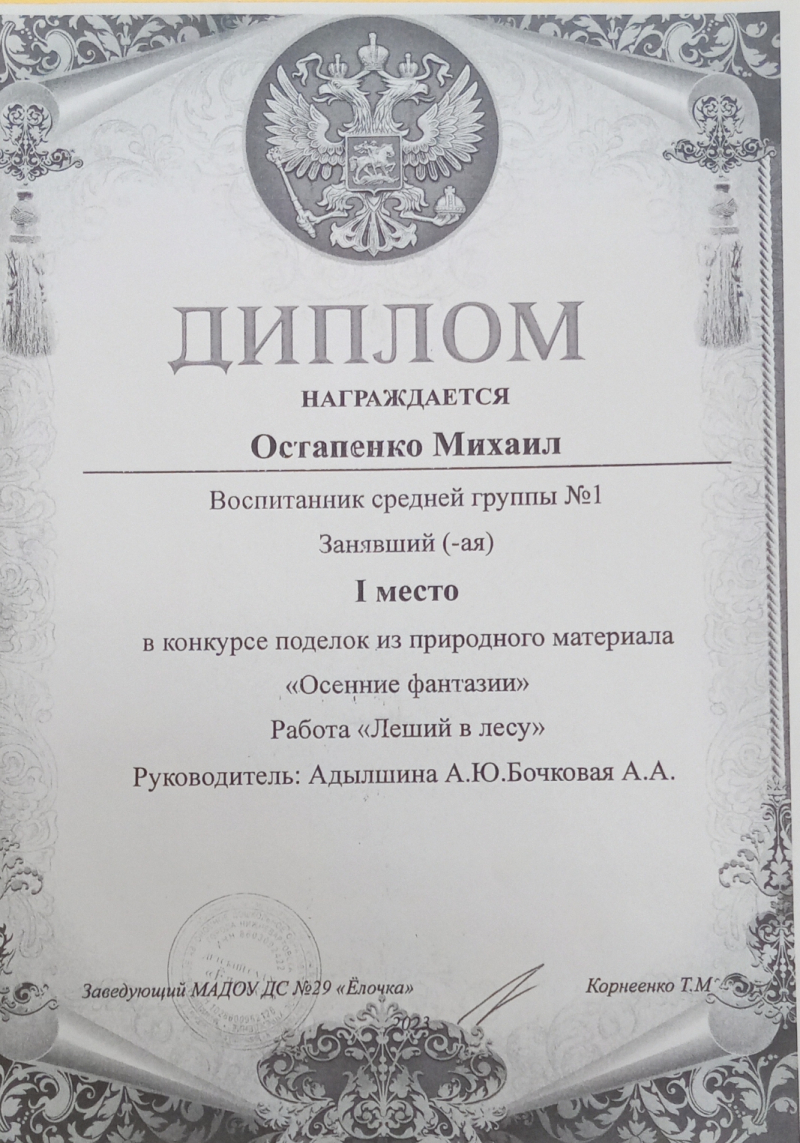 ДИПЛОМ
НАГРАЖДАЕТСЯ
Остапенко Михаил
Воспитанник средней группы №1
Занявший (-ая)
I место
в конкурсе поделок из природного материала
«Осенние фантазии»
Работа «Леший в лесу»
Руководитель: Адылшина А.Ю.Бочковая А.А.
Заведующий МАДОУ ДС №29 «Ёлочка» Корнеенко Т.М
2023